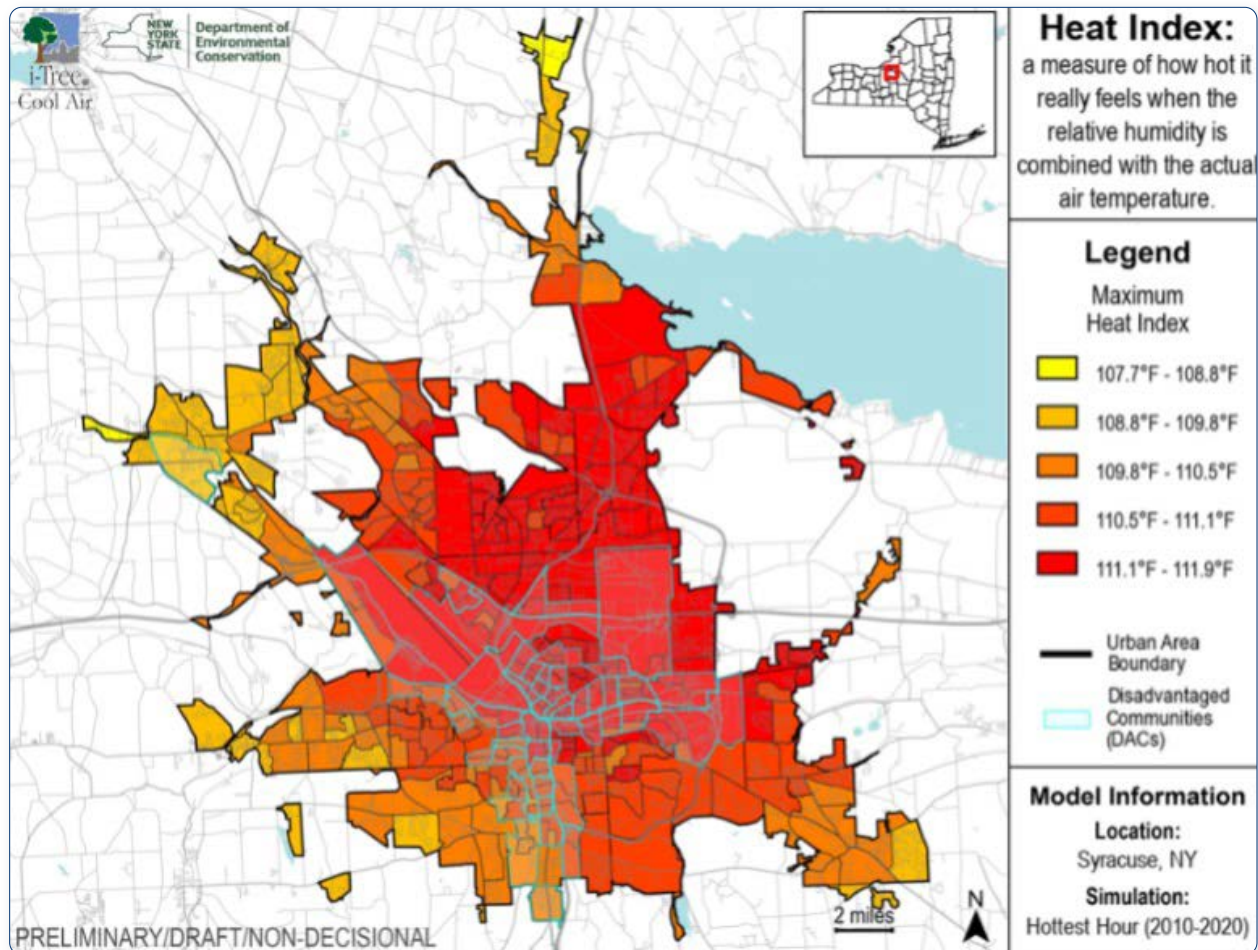 i-Tree
Cool Air
NEW
YORK
STATE
Department of
Environmental
Conservation
Heat Index:
a measure of how hot it
really feels when the
relative humidity is
combined with the actual
air temperature.
Legend
Maximum
Heat Index
107.7°F - 108.8°F
108.8°F - 109.8°F
109.8°F - 110.5°F
110.5°F - 111.1°F
111.1°F - 111.9°F
Urban Area
Boundary
Disadvantaged
Communities
(DACs)
Model Information
Location:
Syracuse, NY
Simulation:
Hottest Hour (2010-2020)
N
2 miles
PRELIMINARY/DRAFT/NON-DECISIONAL